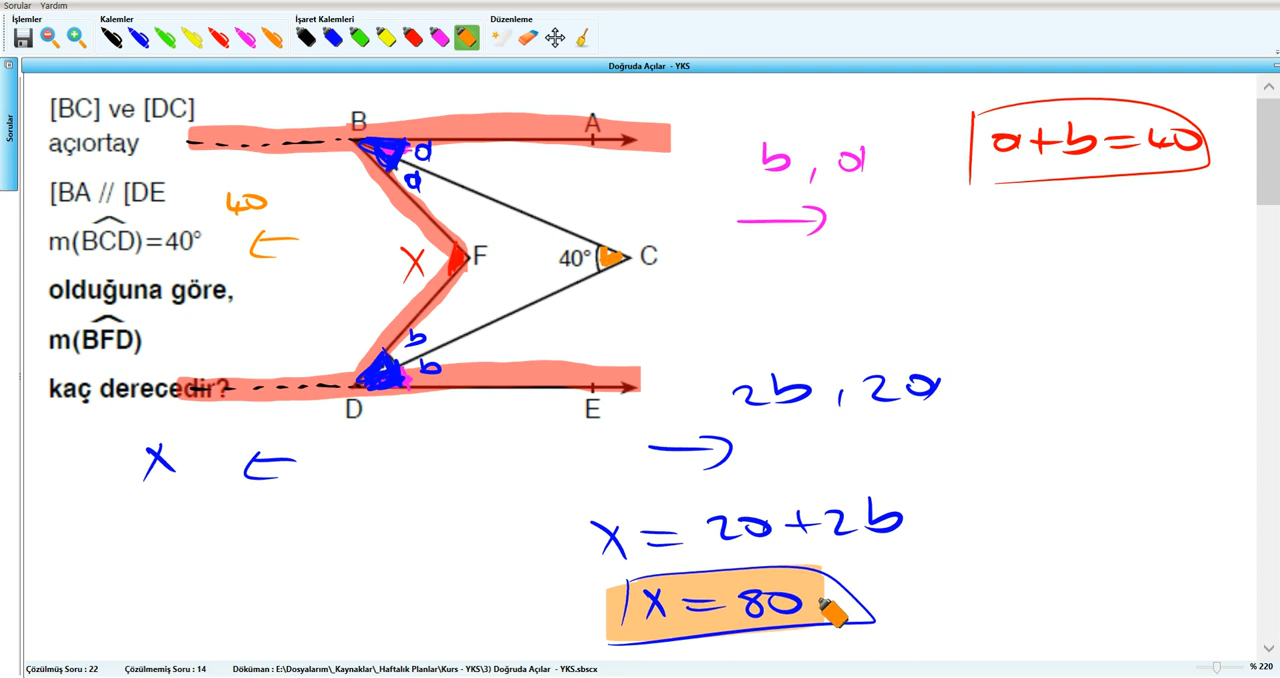 Sorular Yardım
İşlemler Kalemler İşaret Kalemleri Düzenleme
Doğruda Açılar - YKS
Sorular
[BC] ve [DC]
açıortay
[BA // [DE
m(BCD)=40°
olduğuna göre,
m(BFD)
kaç derecedir?
40
←
B
A
a
a
X
F
40°
C
b
b
D
E
b, a
→
a+b=40
2b, 2a
→
x ←
x = 2a+2b
x = 80
Çözülmüş Soru : 22 Çözülmemiş Soru : 14 Döküman : E:\Dosyalarım\_Kaynaklar\_Haftalık Planlar\Kurs - YKS\3) Doğruda Açılar - YKS.sbscx % 220